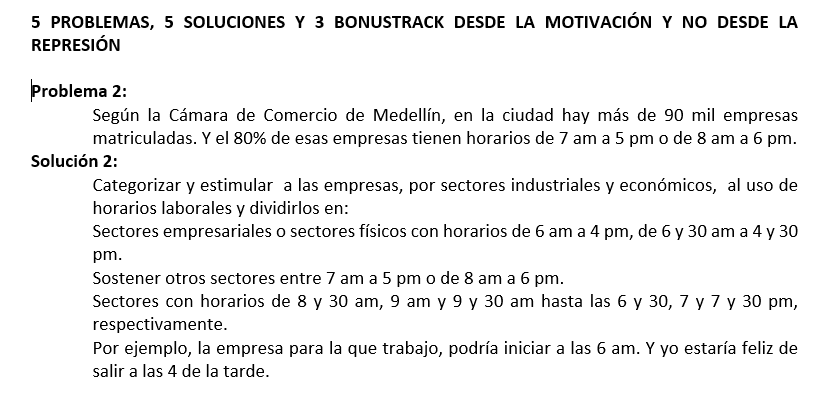 5 PROBLEMAS, 5 SOLUCIONES Y 3 BONUSTRACK DESDE LA MOTIVACIÓN Y NO DESDE LA
REPRESIÓN
Problema 2:
Según la Cámara de Comercio de Medellín, en la ciudad hay más de 90 mil empresas
matriculadas. Y el 80% de esas empresas tienen horarios de 7 am a 5 pm o de 8 am a 6 pm.
Solución 2:
Categorizar y estimular  a las empresas, por sectores industriales y económicos,  al uso de
horarios laborales y dividirlos en:
Sectores empresariales o sectores físicos con horarios de 6 am a 4 pm, de 6 y 30 am a 4 y 30
pm.
Sostener otros sectores entre 7 am a 5 pm o de 8 am a 6 pm.
Sectores con horarios de 8 y 30 am, 9 am y 9 y 30 am hasta las 6 y 30, 7 y 7 y 30 pm,
respectivamente.
Por ejemplo, la empresa para la que trabajo, podría iniciar a las 6 am. Y yo estaría feliz de
salir a las 4 de la tarde.